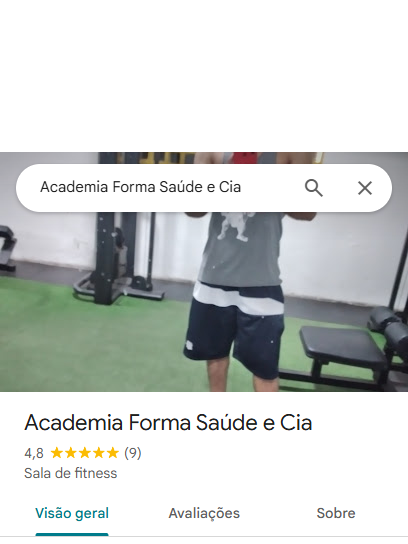 Academia Forma Saúde e Cia
Academia Forma Saúde e Cia
4,8 (9)
Sala de fitness
Visão geral Avaliações Sobre